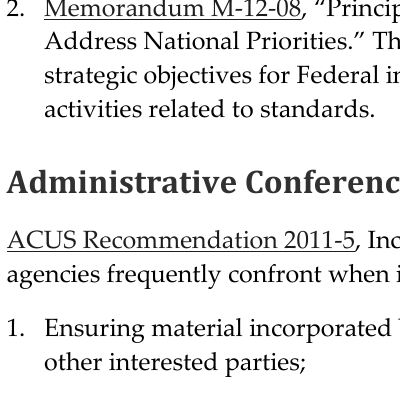 2. Memorandum M-12-08, “Princip
Address National Priorities.” Th
strategic objectives for Federal i
activities related to standards.
Administrative Conferenc
ACUS Recommendation 2011-5, Inc
agencies frequently confront when i
1. Ensuring material incorporated
other interested parties;